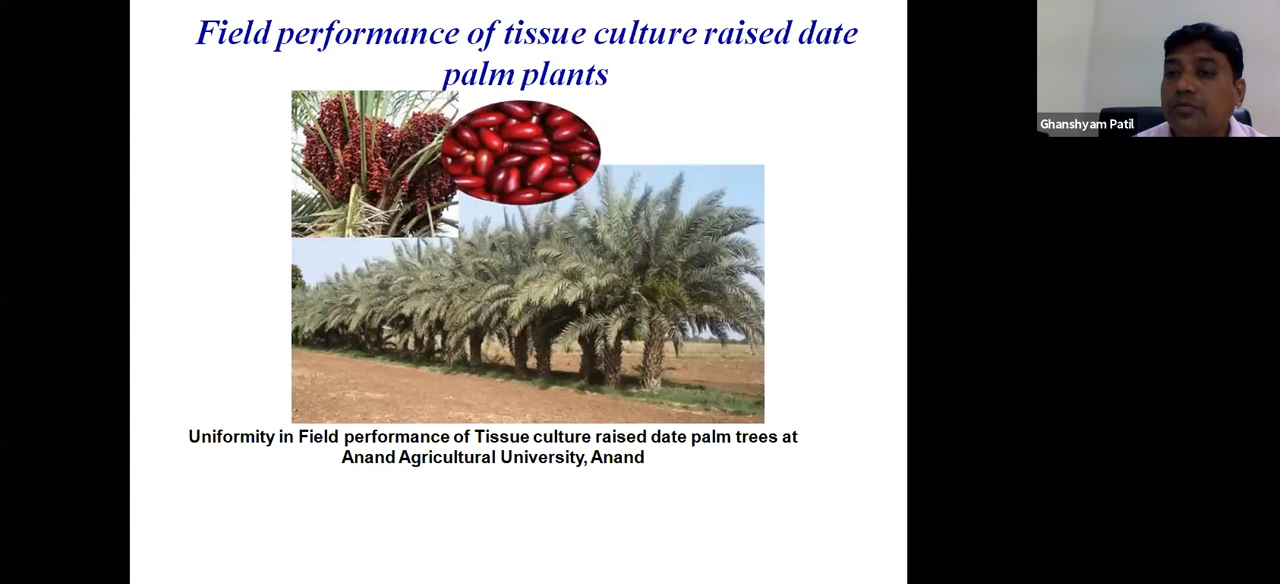 Field performance of tissue culture raised date
palm plants
Ghanshyam Patil
Uniformity in Field performance of Tissue culture raised date palm trees at
Anand Agricultural University, Anand